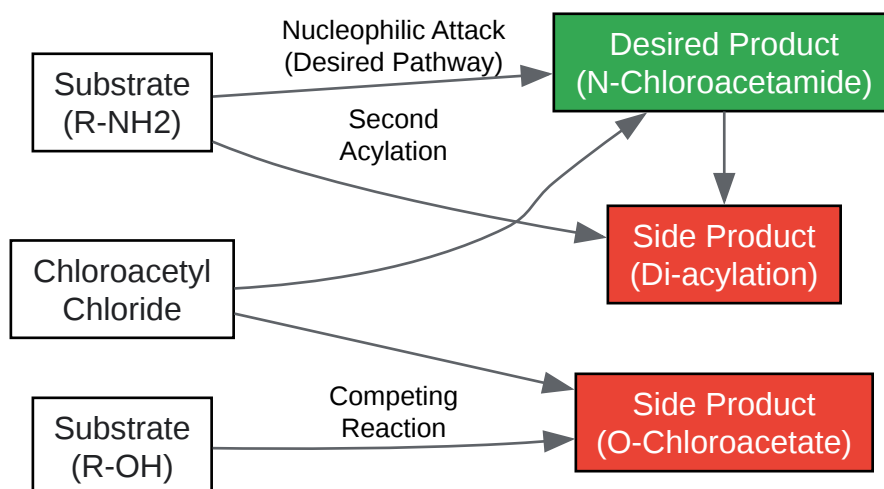 Nucleophilic Attack
(Desired Pathway)
Desired Product
(N-Chloroacetamide)
Substrate
(R-NH2)
Second
Acylation
Side Product
(Di-acylation)
Chloroacetyl
Chloride
Competing
Reaction
Side Product
(O-Chloroacetate)
Substrate
(R-OH)